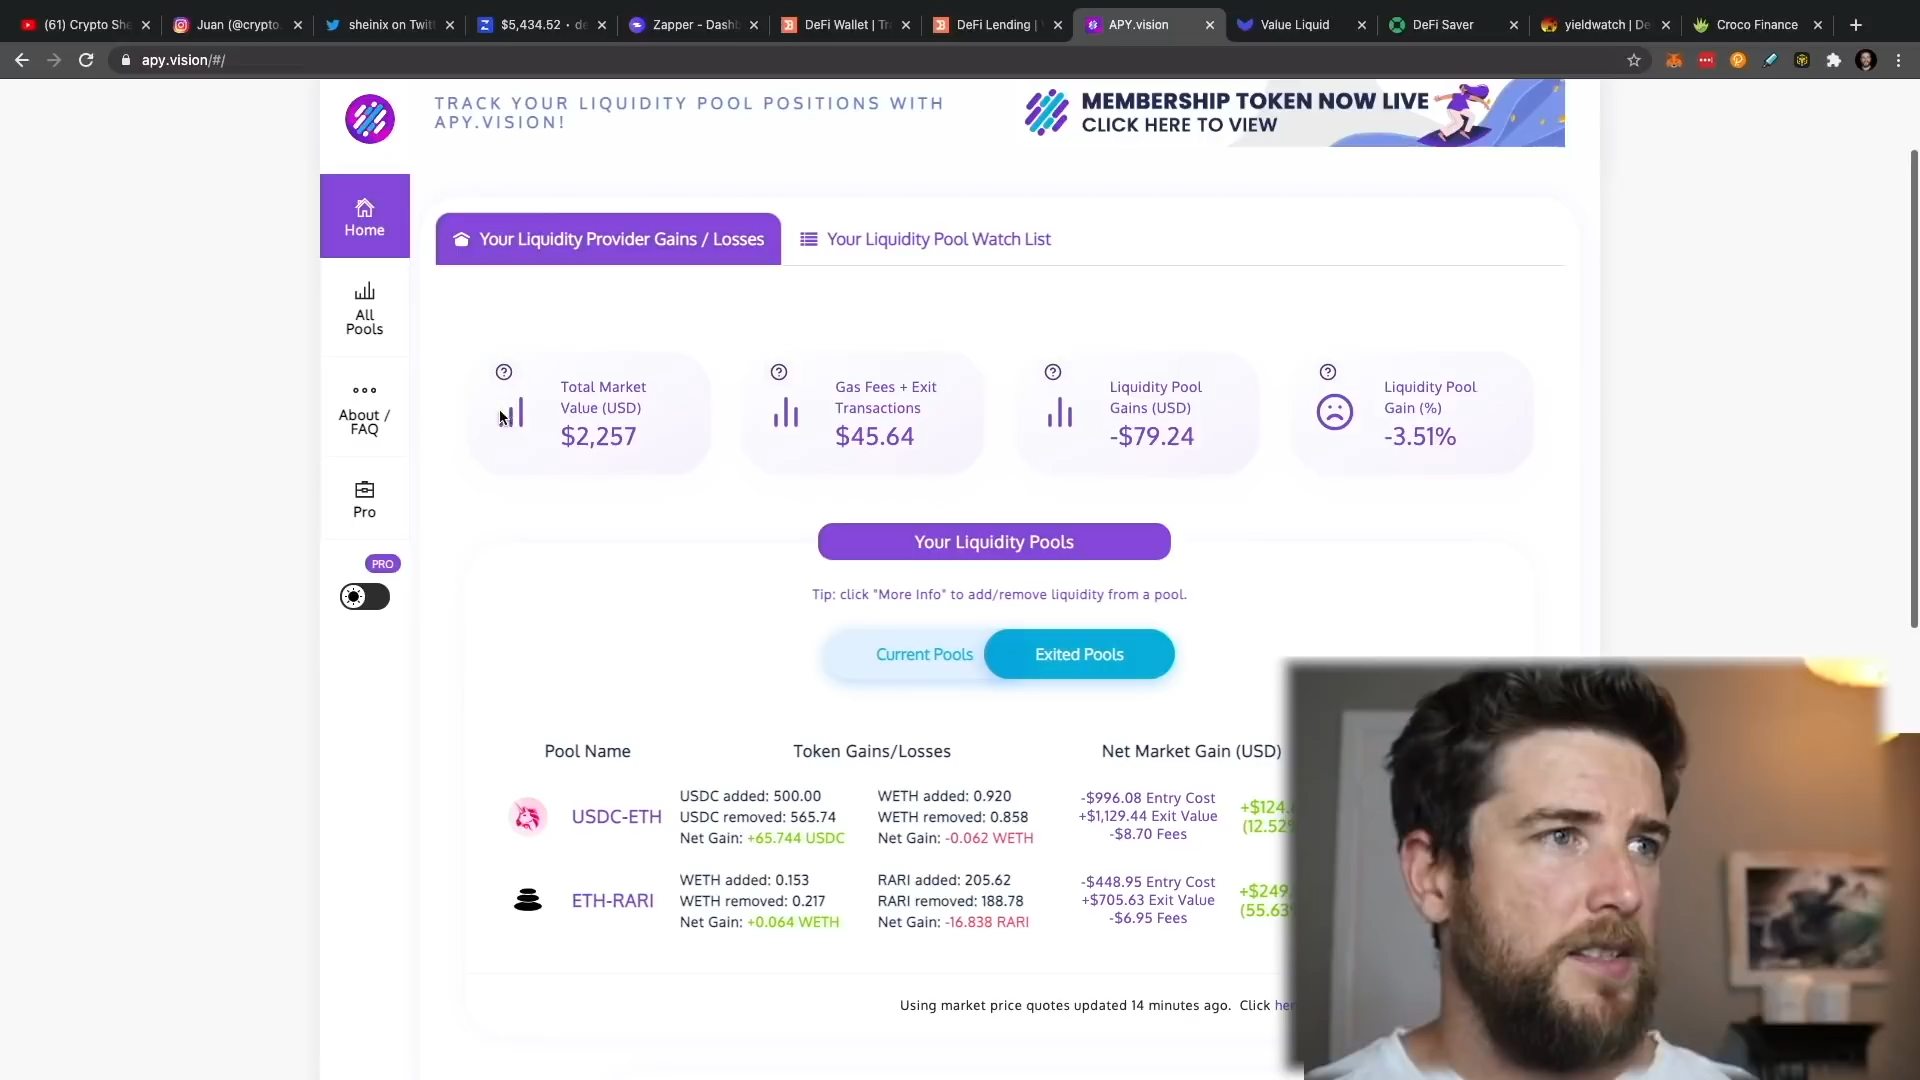 (61) Crypto She
Juan (@crypto.
sheinix on Twitt
$5,434.52 · de
Zapper - Dashb
DeFi Wallet | Tr
DeFi Lending |
APY.vision
Value Liquid
DeFi Saver
yieldwatch | De
Croco Finance
apy.vision/#/
TRACK YOUR LIQUIDITY POOL POSITIONS WITH
APY.VISION!
MEMBERSHIP TOKEN NOW LIVE
CLICK HERE TO VIEW
Home
All
Pools
About /
FAQ
Pro
PRO
Your Liquidity Provider Gains / Losses
Your Liquidity Pool Watch List
Total Market
Value (USD)
$2,257
Gas Fees + Exit
Transactions
$45.64
Liquidity Pool
Gains (USD)
-$79.24
Liquidity Pool
Gain (%)
-3.51%
Your Liquidity Pools
Tip: click "More Info" to add/remove liquidity from a pool.
Current Pools
Exited Pools
Pool Name
Token Gains/Losses
Net Market Gain (USD)
USDC-ETH
USDC added: 500.00
USDC removed: 565.74
Net Gain: +65.744 USDC
WETH added: 0.920
WETH removed: 0.858
Net Gain: -0.062 WETH
-$996.08 Entry Cost
+$1,129.44 Exit Value
-$8.70 Fees
+$124.
(12.52%
ETH-RARI
WETH added: 0.153
WETH removed: 0.217
Net Gain: +0.064 WETH
RARI added: 205.62
RARI removed: 188.78
Net Gain: -16.838 RARI
-$448.95 Entry Cost
+$705.63 Exit Value
-$6.95 Fees
+$249.
(55.63%
Using market price quotes updated 14 minutes ago. Click her